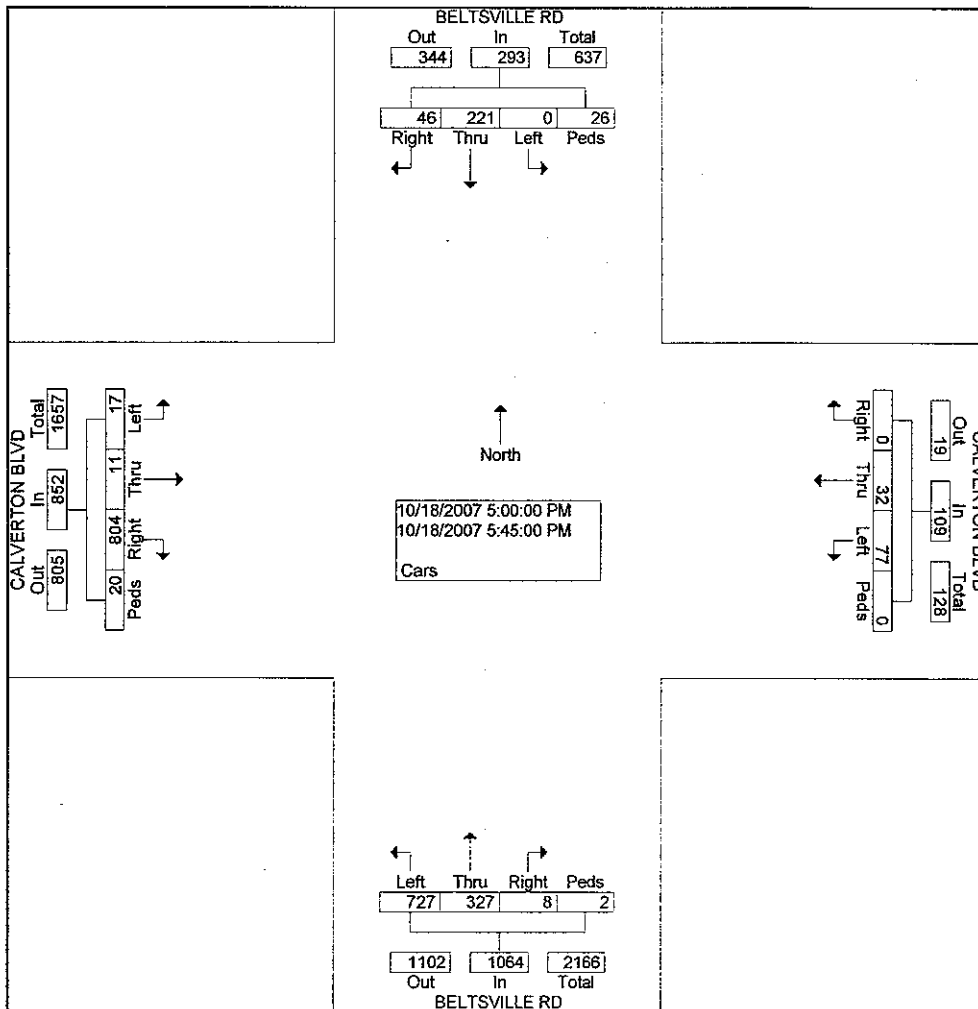 BELTSVILLE RD
Out In Total
344 293 637
46 221 0 26
Right Thru Left Peds
CALVERTON BLVD
Out In Total
805 852 1657
Left Thru Right Peds
17 11 804 20
North
10/18/2007 5:00:00 PM
10/18/2007 5:45:00 PM
Cars
Right Thru Left Peds
0 32 77 0
Out In Total
19 109 128
CALVERTON BLVD
Left Thru Right Peds
727 327 8 2
1102 1064 2166
Out In Total
BELTSVILLE RD